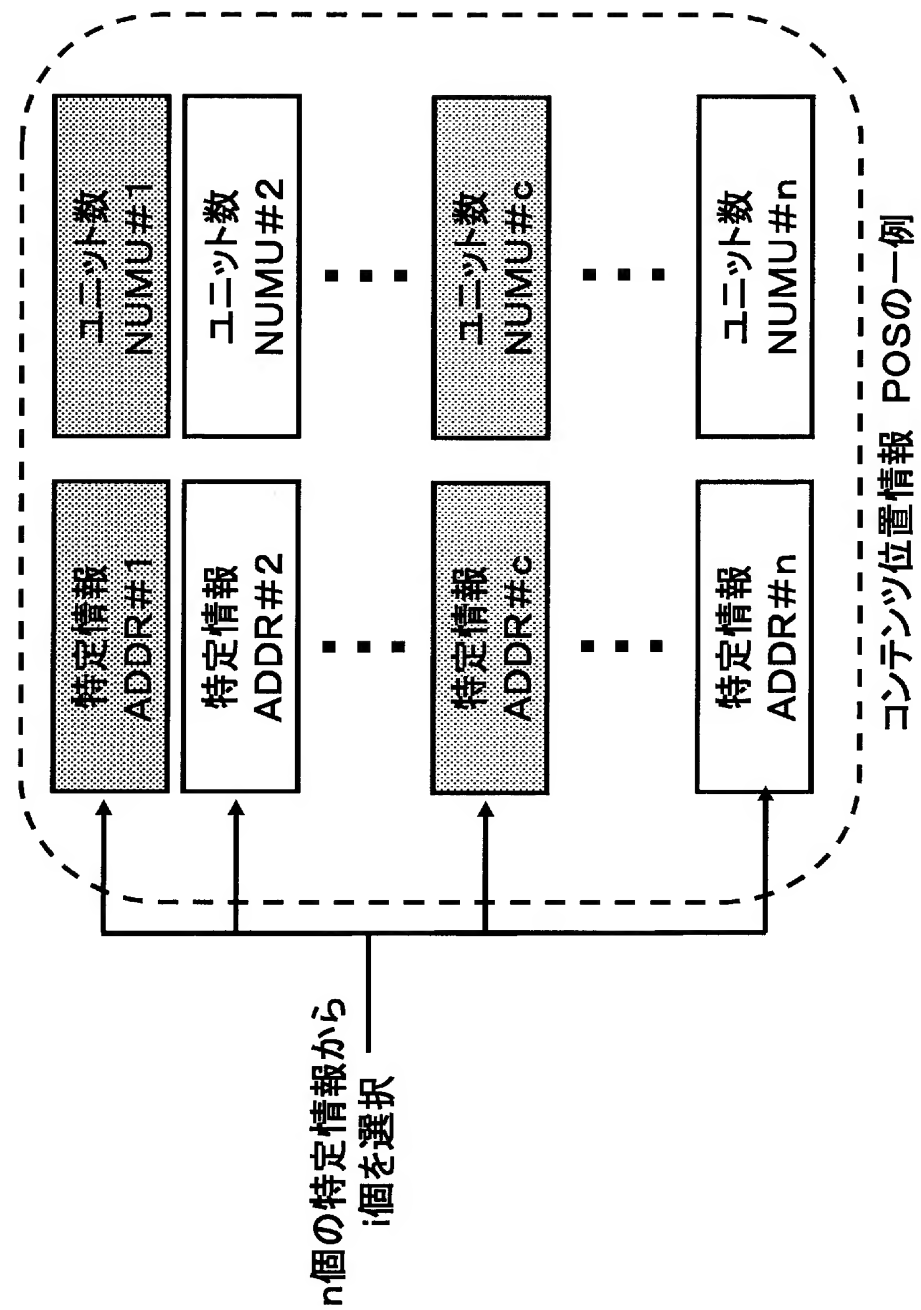 n個の特定情報から
i個を選択
特定情報
ADDR#1
ユニット数
NUMU#1
特定情報
ADDR#2
ユニット数
NUMU#2
特定情報
ADDR#c
ユニット数
NUMU#c
特定情報
ADDR#n
ユニット数
NUMU#n
コンテンツ位置情報 POSの一例